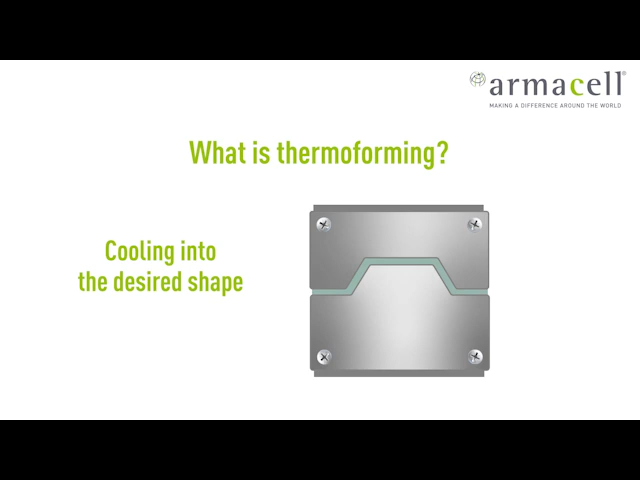 armacell®
MAKING A DIFFERENCE AROUND THE WORLD
What is thermoforming?
Cooling into
the desired shape